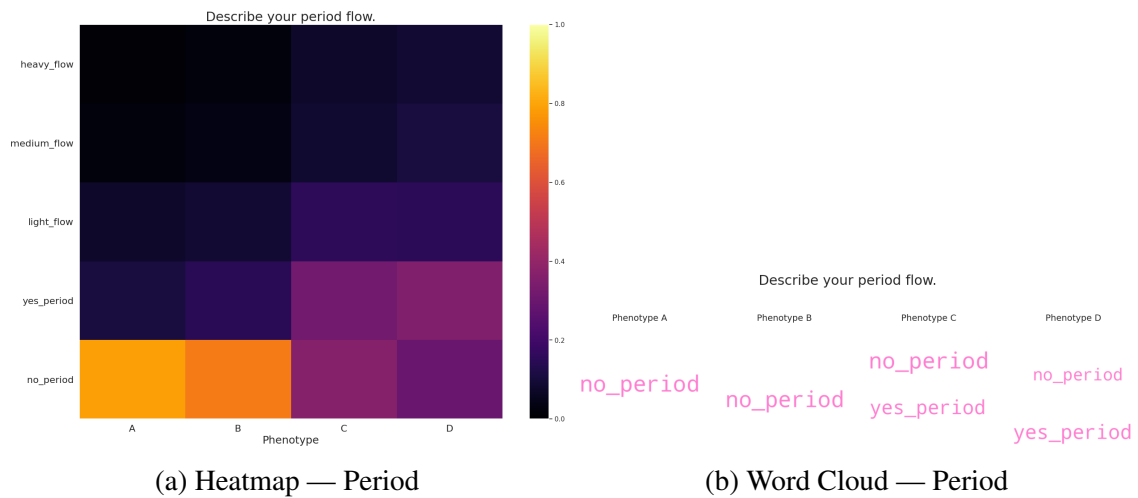 Describe your period flow.
heavy_flow
medium_flow
light_flow
yes_period
no_period
A B C D
Phenotype
1.0
0.8
0.6
0.4
0.2
0.0
(a) Heatmap — Period
Describe your period flow.
Phenotype A Phenotype B Phenotype C Phenotype D
no_period
no_period
no_period
yes_period
no_period
yes_period
(b) Word Cloud — Period